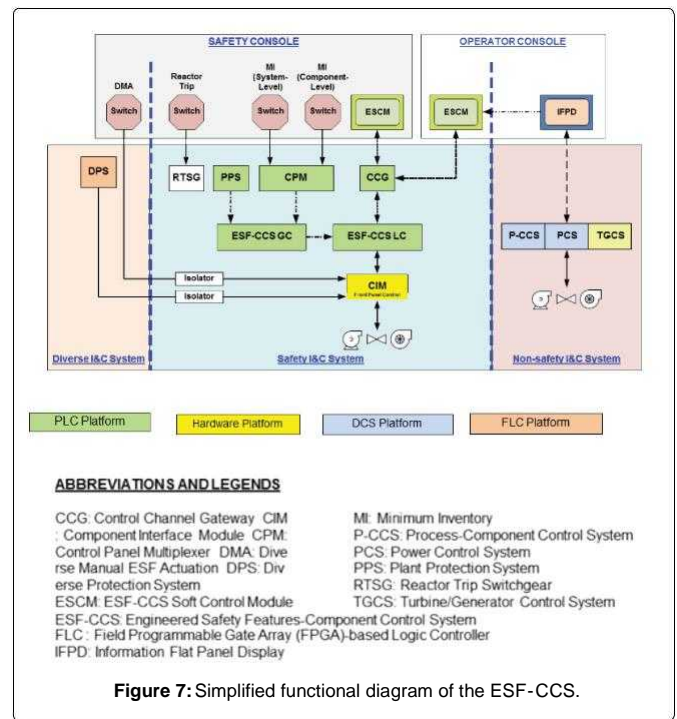 SAFETY CONSOLE
OPERATOR CONSOLE
DMA
Reactor
Trip
MI
(System-
Level)
MI
(Component-
Level)
Switch
Switch
Switch
Switch
ESCM
ESCM
IFPD
DPS
RTSG
PPS
CPM
CCG
ESF-CCS GC
ESF-CCS LC
P-CCS
PCS
TGCS
Isolator
Isolator
CIM
Diverse I&C System
Safety I&C System
Non-safety I&C System
PLC Platform
Hardware Platform
DCS Platform
FLC Platform
ABBREVIATIONS AND LEGENDS
CCG: Control Channel Gateway CIM
: Component Interface Module CPM:
Control Panel Multiplexer DMA: Dive
rse Manual ESF Actuation DPS: Div
erse Protection System
ESCM: ESF-CCS Soft Control Module
MI: Minimum Inventory
P-CCS: Process-Component Control System
PCS: Power Control System
PPS: Plant Protection System
RTSG: Reactor Trip Switchgear
TGCS: Turbine/Generator Control System
ESF-CCS: Engineered Safety Features-Component Control System
FLC : Field Programmable Gate Array (FPGA)-based Logic Controller
IFPD: Information Flat Panel Display
Figure 7: Simplified functional diagram of the ESF-CCS.